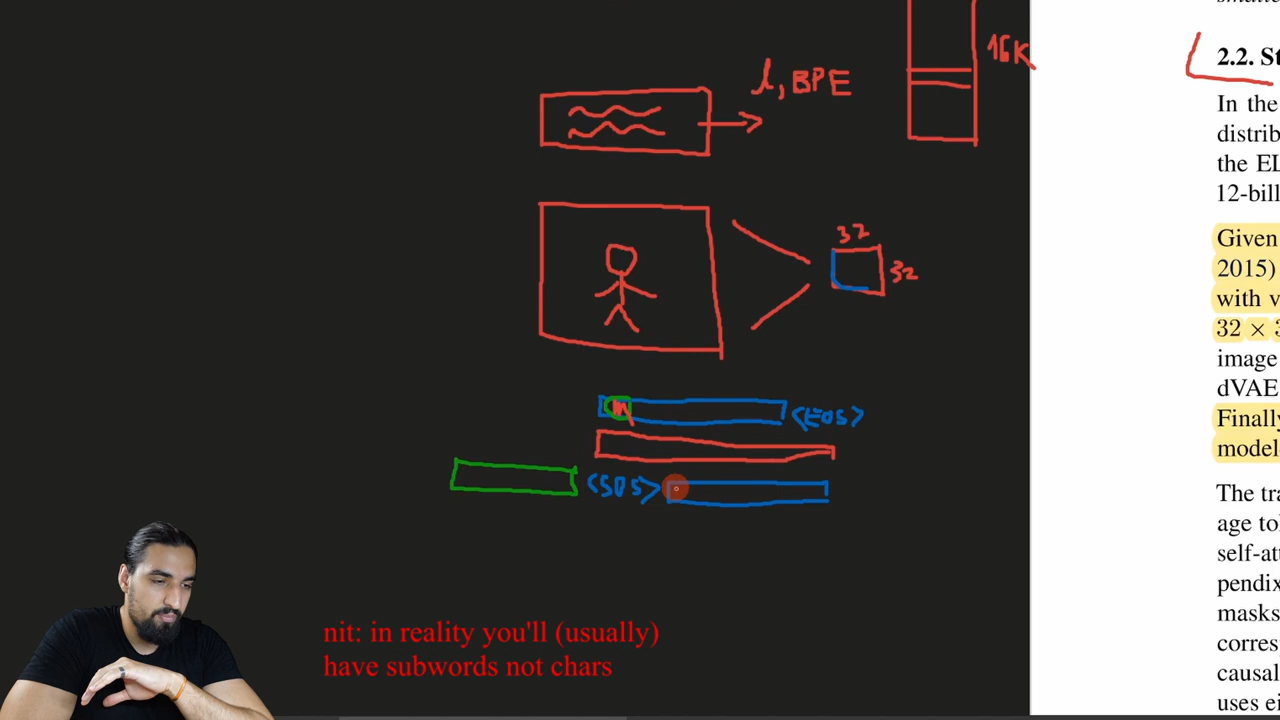 16K
l, BPE
32
32
<EOS>
<SOS>
nit: in reality you'll (usually)
have subwords not chars
2.2. St
In the
distrib
the EL
12-bill
Given
2015)
with v
32 × 3
image
dVAE
Finally
model
The tra
age to
self-at
pendix
masks
corres
causal
uses ei